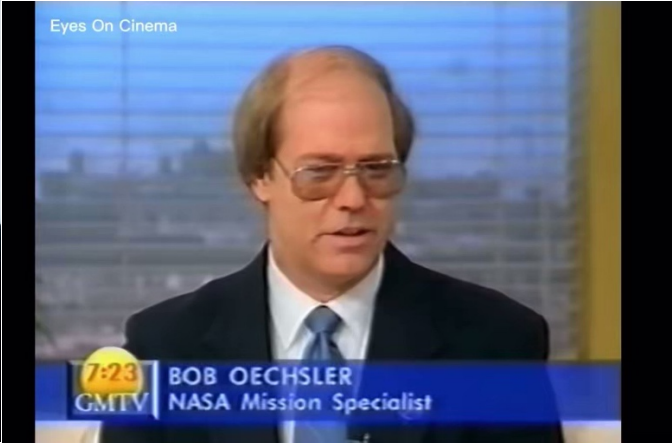 Eyes On Cinema
7:23
GMTV
BOB OECHSLER
NASA Mission Specialist